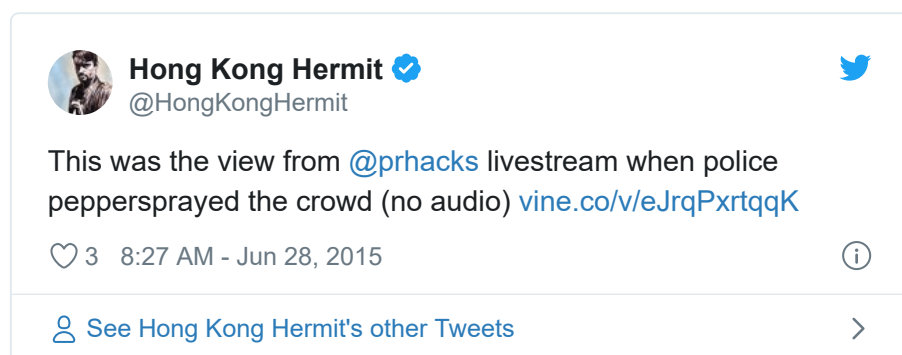 Hong Kong Hermit
@HongKongHermit
This was the view from @prhacks livestream when police
peppersprayed the crowd (no audio) vine.co/v/eJrqPxrtqqK
3 8:27 AM - Jun 28, 2015
See Hong Kong Hermit's other Tweets